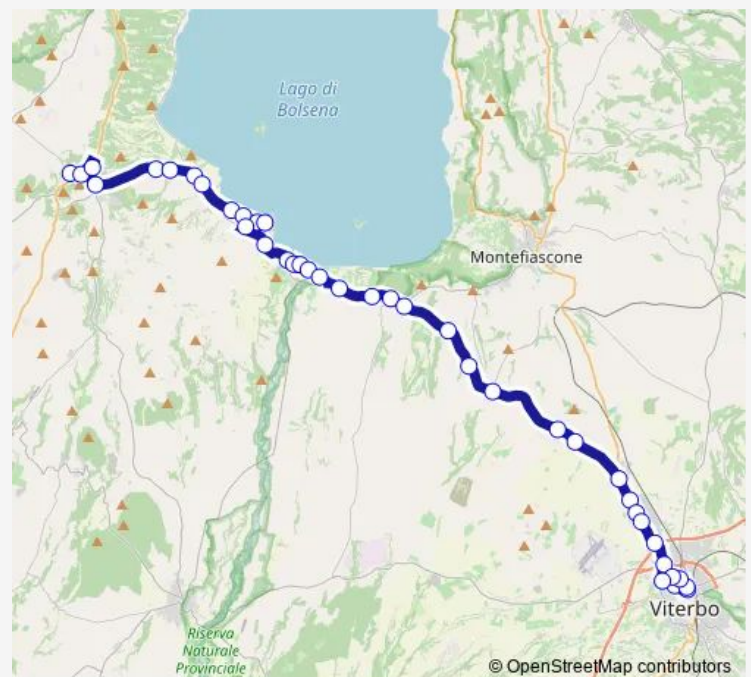 Lago di
Bolsena
Montefiascone
Viterbo
Riserva
Naturale
Provinciale
© OpenStreetMap contributors